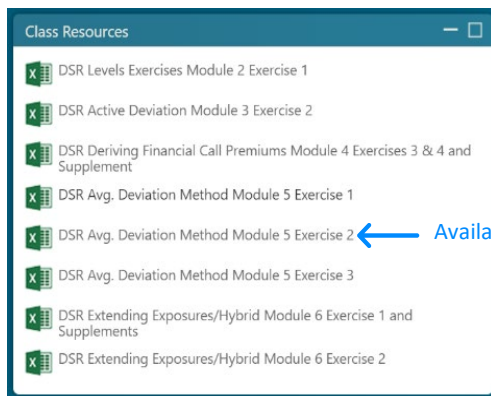 Class Resources
DSR Levels Exercises Module 2 Exercise 1
DSR Active Deviation Module 3 Exercise 2
DSR Deriving Financial Call Premiums Module 4 Exercises 3 & 4 and
Supplement
DSR Avg. Deviation Method Module 5 Exercise 1
DSR Avg. Deviation Method Module 5 Exercise 2
Availa
DSR Avg. Deviation Method Module 5 Exercise 3
DSR Extending Exposures/Hybrid Module 6 Exercise 1 and
Supplements
DSR Extending Exposures/Hybrid Module 6 Exercise 2